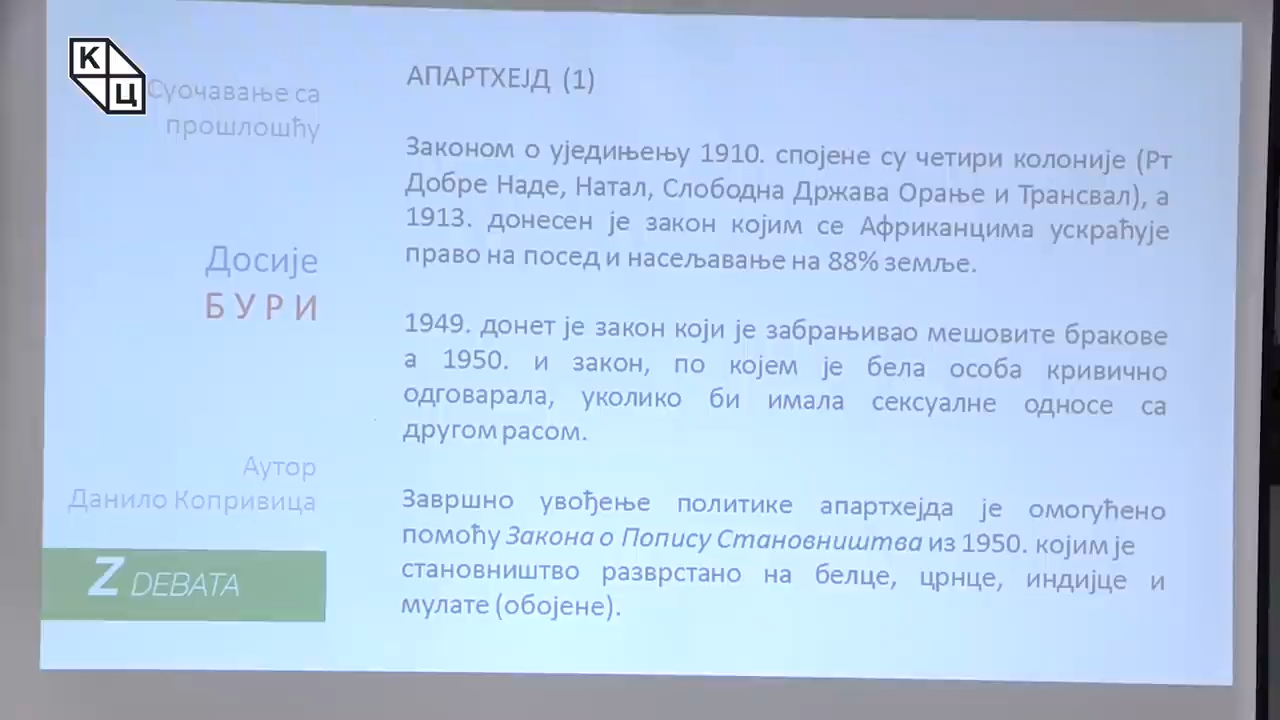 К
Ц
Суочавање са
прошлошћу
Досије
БУРИ
Аутор
Данило Копривица
Z DEBATA
АПАРТХЕЈД (1)
Законом о уједињењу 1910. спојене су четири колоније (Рт
Добре Наде, Натал, Слободна Држава Орање и Трансвал), а
1913. донесен је закон којим се Африканцима ускраћује
право на посед и насељавање на 88% земље.
1949. донет је закон који је забрањивао мешовите бракове
а 1950. и закон, по којем је бела особа кривично
одговарала, уколико би имала сексуалне односе са
другом расом.
Завршно увођење политике апартхејда је омогућено
помоћу Закона о Попису Становништва из 1950. којим је
становништво разврстано на белце, црнце, индијце и
мулате (обојене).